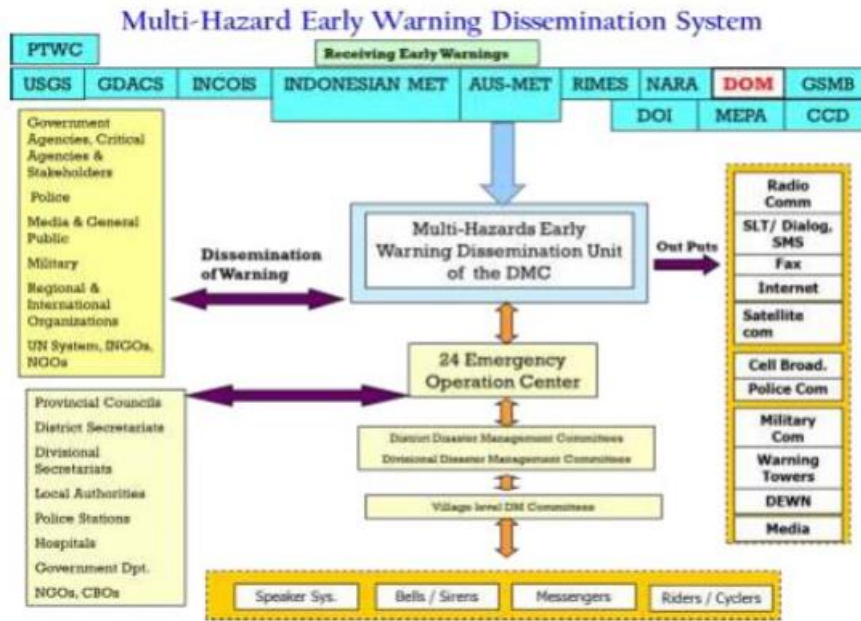 Multi-Hazard Early Warning Dissemination System
PTWC
Receiving Early Warnings
USGS
GDACS
INCOIS
INDONESIAN MET
AUS-MET
RIMES
NARA
DOM
GSMB
DOI
MEPA
CCD
Government
Agencies, Critical
Agencies &
Stakeholders
Police
Media & General
Public
Military
Regional &
International
Organizations
UN System, INGOs,
NGOs
Dissemination
of Warning
Multi-Hazards Early
Warning Dissemination Unit
of the DMC
Out Puts
Radio
Comm
SLT/ Dialog,
SMS
Fax
Internet
Satellite
com
Cell Broad.
Police Com
Military
Com
Warning
Towers
DEWN
Media
24 Emergency
Operation Center
Provincial Councils
District Secretariats
Divisional
Secretariats
Local Authorities
Police Stations
Hospitals
Government Dpt.
NGOs, CBOs
District Disaster Management Committees
Divisional Disaster Management Committees
Village level DM Committees
Speaker Sys.
Bells / Sirens
Messengers
Riders / Cyclers